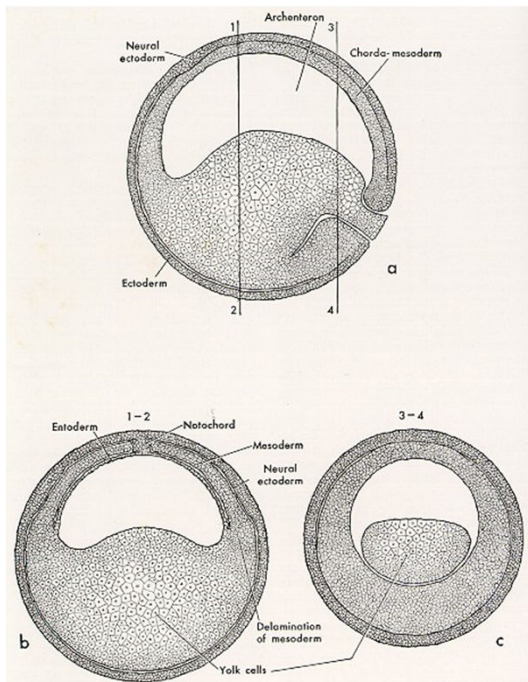 Archenteron
1
3
Neural
ectoderm
Chorda-mesoderm
Ectoderm
a
2
4
1-2
3-4
Entoderm
Notochord
Mesoderm
Neural
ectoderm
Delamination
of mesoderm
b
c
Yolk cells